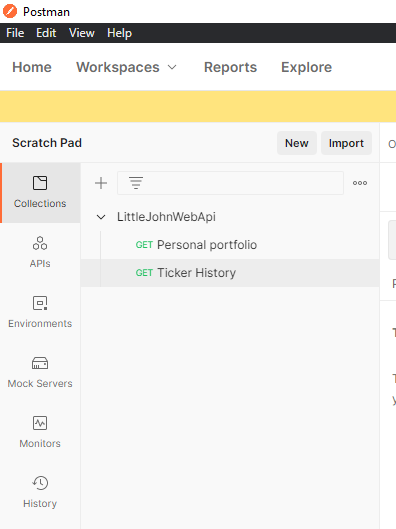 Postman
File Edit View Help
Home Workspaces Reports Explore
Scratch Pad New Import
Collections
APIs
Environments
Mock Servers
Monitors
History
LittleJohnWebApi
GET Personal portfolio
GET Ticker History